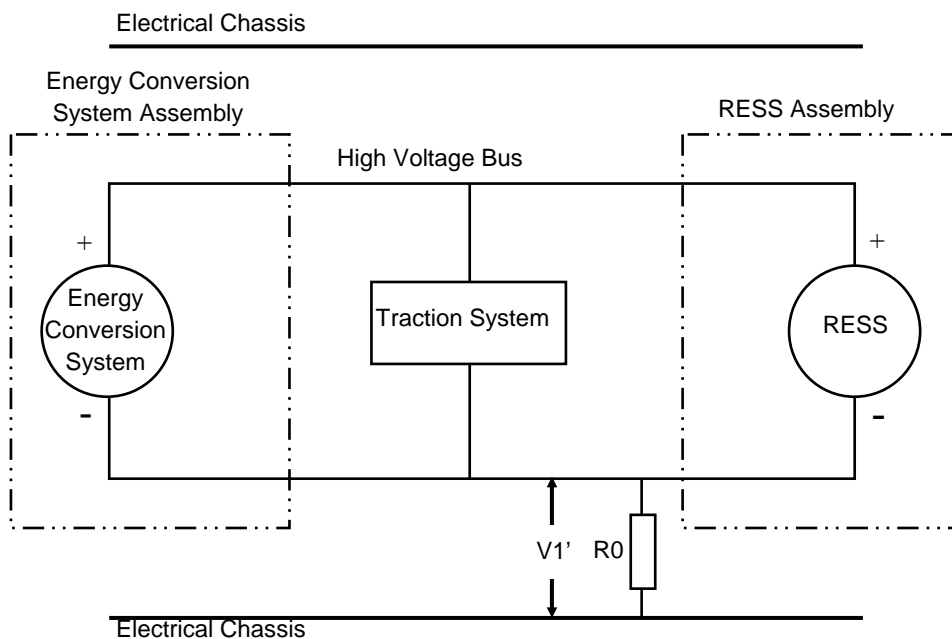 Electrical Chassis
Energy Conversion
System Assembly
RESS Assembly
High Voltage Bus
+
+
Energy
Conversion
System
Traction System
RESS
-
-
V1’
R0
Electrical Chassis